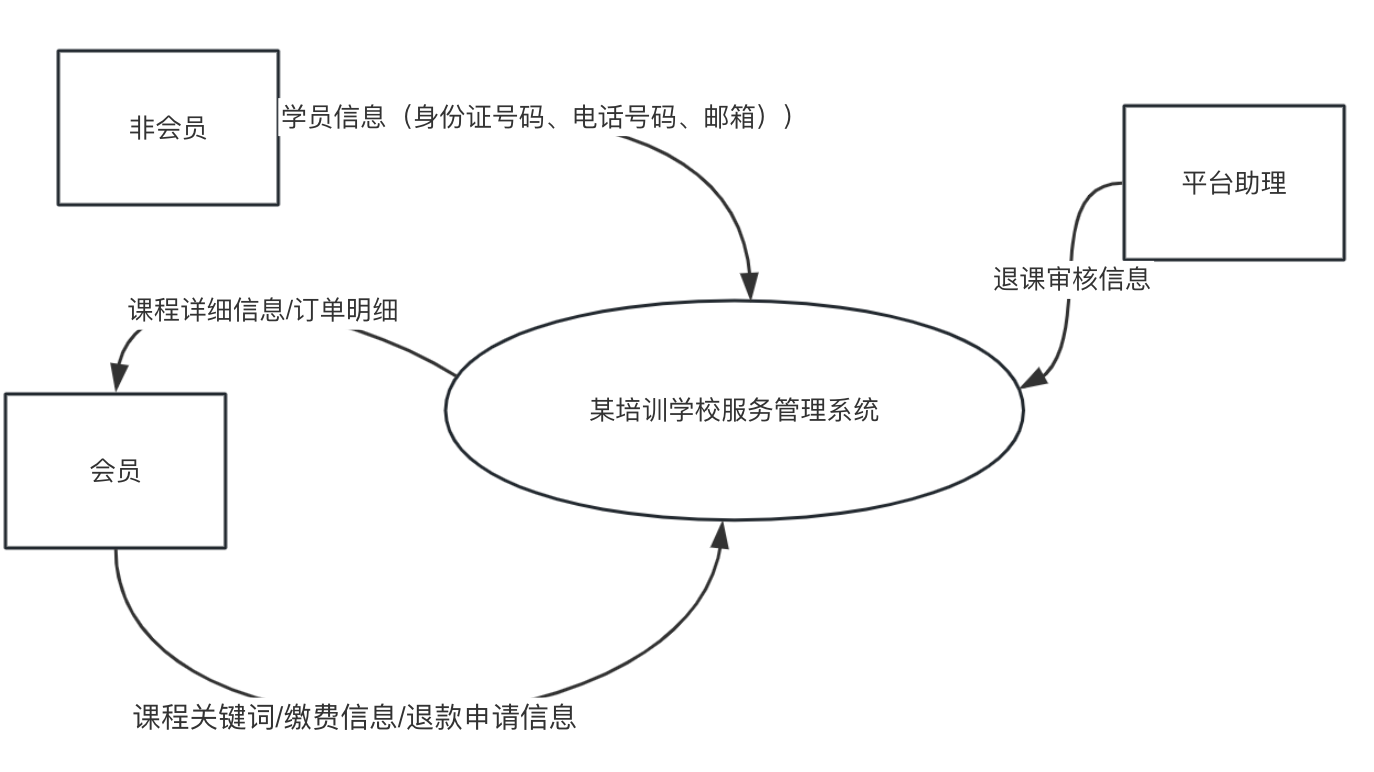 非会员
学员信息（身份证号码、电话号码、邮箱））
平台助理
退课审核信息
课程详细信息/订单明细
某培训学校服务管理系统
会员
课程关键词/缴费信息/退款申请信息